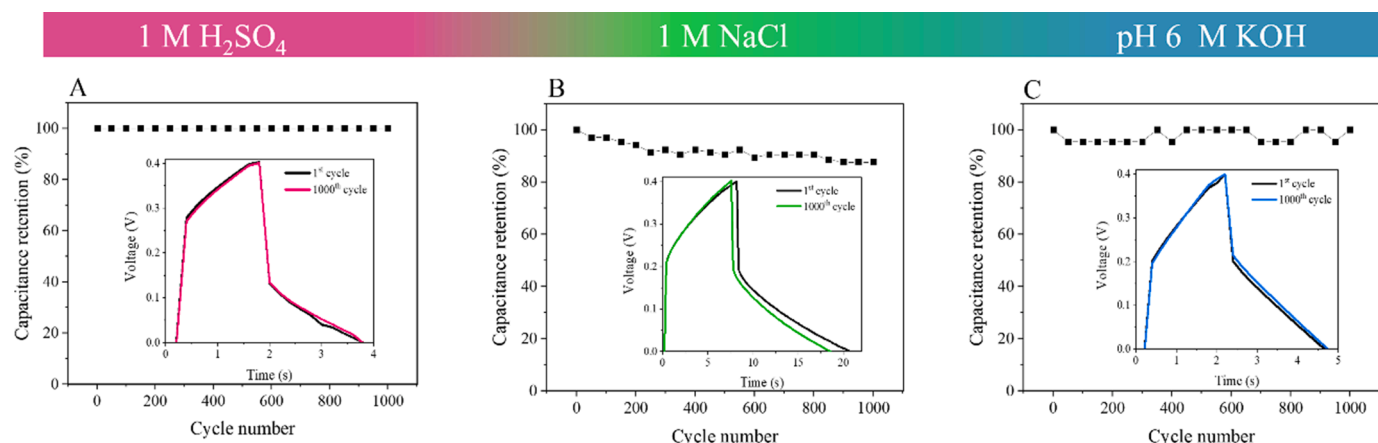 1 M H₂SO₄
1 M NaCl
pH 6 M KOH
A
100
80
60
40
20
0
Capacitance retention (%)
0 200 400 600 800 1000
Cycle number
0.4
0.3
0.2
0.1
0.0
Voltage (V)
1st cycle
1000th cycle
0 1 2 3 4
Time (s)
B
100
80
60
40
20
0
Capacitance retention (%)
0 200 400 600 800 1000
Cycle number
0.4
0.2
0.0
Voltage (V)
1st cycle
1000th cycle
0 5 10 15 20
Time (s)
C
100
80
60
40
20
0
Capacitance retention (%)
0 200 400 600 800 1000
Cycle number
0.4
0.3
0.2
0.1
0.0
Voltage (V)
1st cycle
1000th cycle
0 1 2 3 4 5
Time (s)